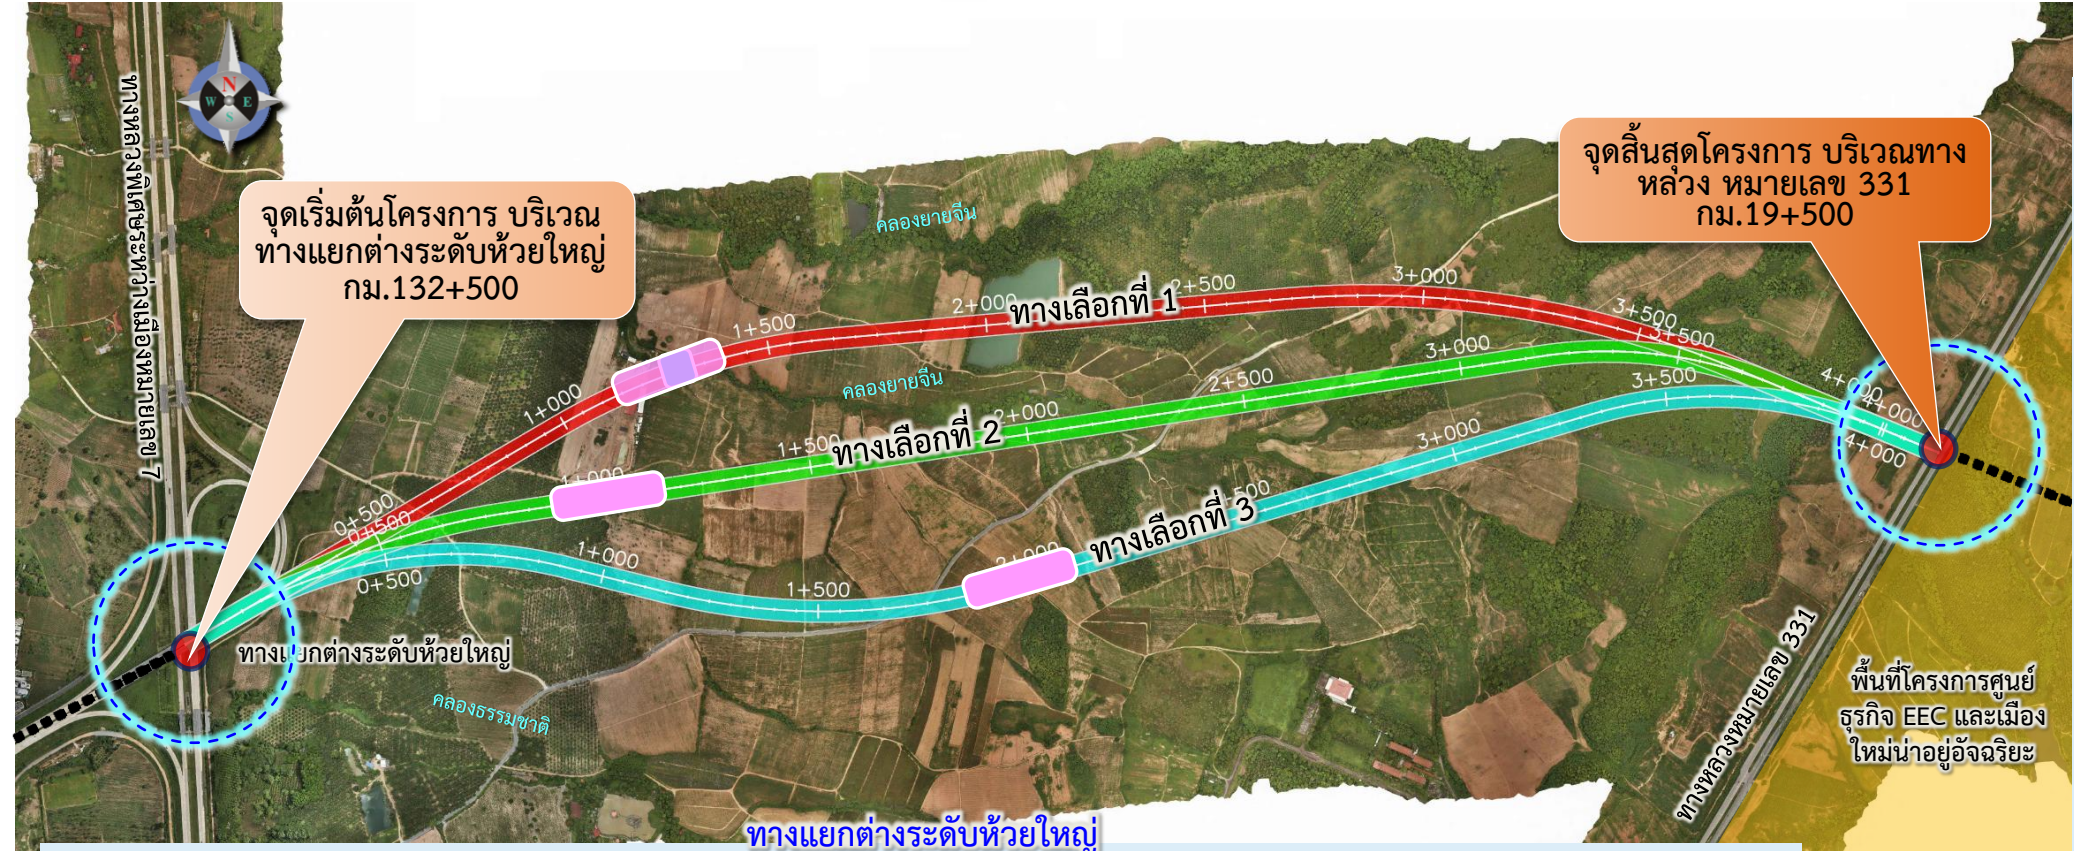 N
W E
S
ทางหลวงพิเศษระหว่างเมืองหมายเลข 7
จุดเริ่มต้นโครงการ บริเวณ
ทางแยกต่างระดับห้วยใหญ่
กม.132+500
จุดสิ้นสุดโครงการ บริเวณทาง
หลวง หมายเลข 331
กม.19+500
คลองยายจีน
0+500
1+000
1+500
2+000
ทางเลือกที่ 1
2+500
3+000
3+500
4+000
คลองยายจีน
0+500
1+000
1+500
ทางเลือกที่ 2
2+000
2+500
3+000
3+500
4+000
0+500
1+000
1+500
2+000
ทางเลือกที่ 3
500
3+000
3+500
4+000
ทางแยกต่างระดับห้วยใหญ่
คลองธรรมชาติ
ทางหลวงหมายเลข 331
พื้นที่โครงการศูนย์
ธุรกิจ EEC และเมือง
ใหม่น่าอยู่อัจฉริยะ
ทางแยกต่างระดับห้วยใหญ่